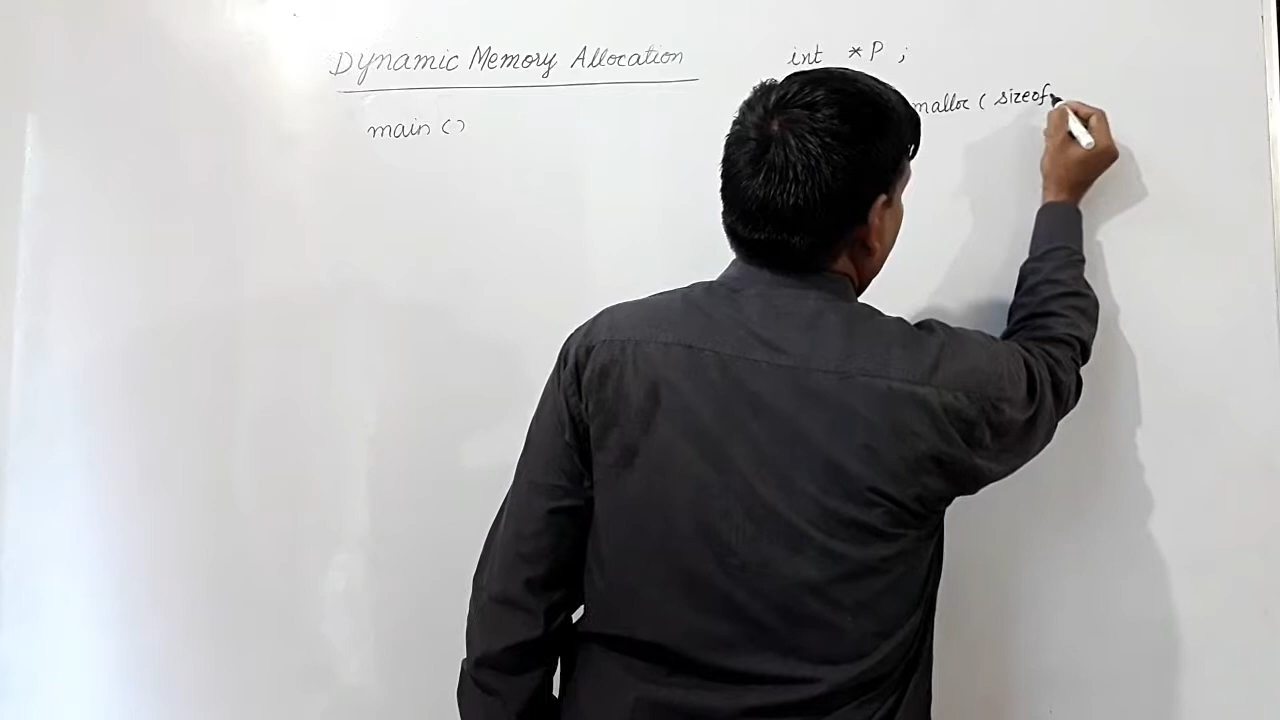 Dynamic Memory Allocation
main ()
int *P ;
malloc ( sizeof